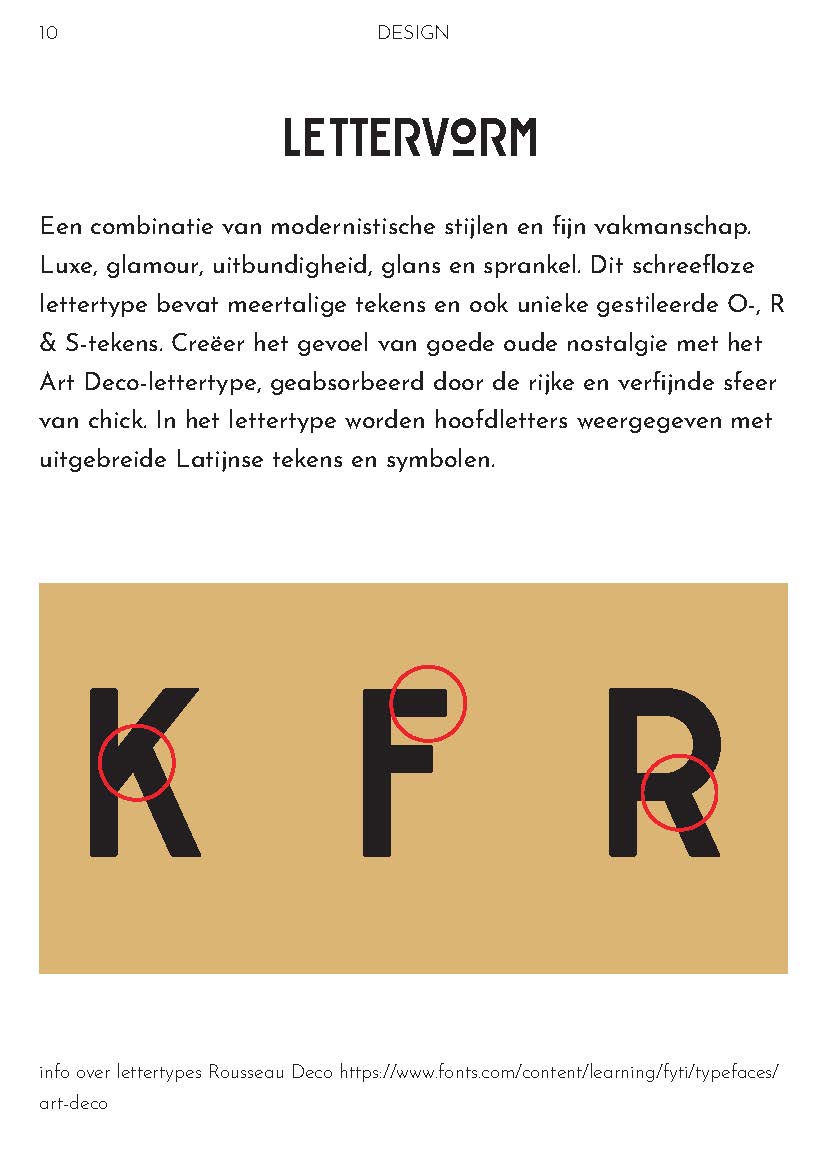 10 DESIGN
LETTERVORM
Een combinatie van modernistische stijlen en fijn vakmanschap.
Luxe, glamour, uitbundigheid, glans en sprankel. Dit schreefloze
lettertype bevat meertalige tekens en ook unieke gestileerde O-, R
& S-tekens. Creëer het gevoel van goede oude nostalgie met het
Art Deco-lettertype, geabsorbeerd door de rijke en verfijnde sfeer
van chick. In het lettertype worden hoofdletters weergegeven met
uitgebreide Latijnse tekens en symbolen.
K F R
info over lettertypes Rousseau Deco https://www.fonts.com/content/learning/fyti/typefaces/
art-deco